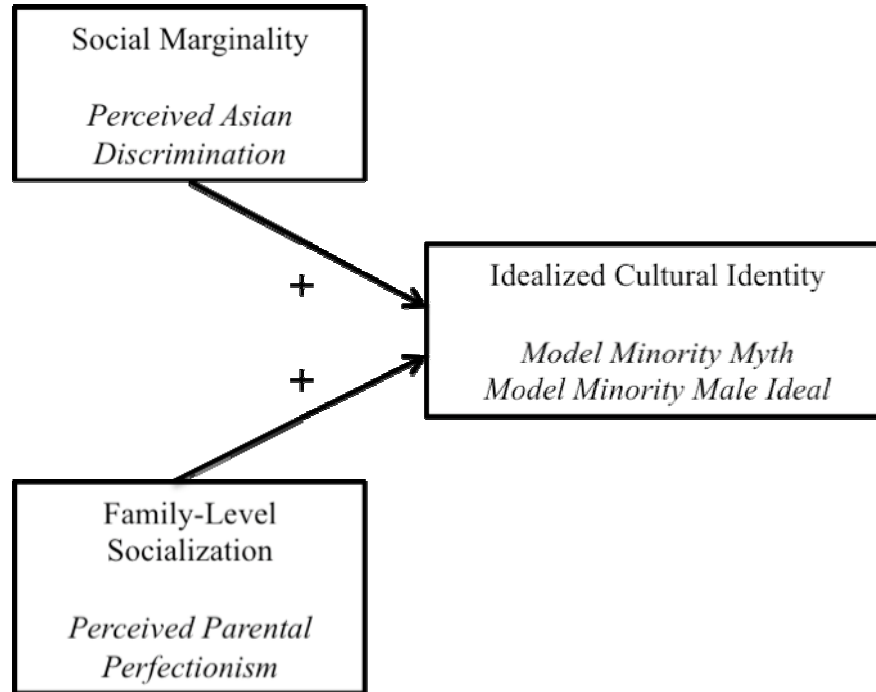 Social Marginality
Perceived Asian
Discrimination
+
Idealized Cultural Identity
Model Minority Myth
Model Minority Male Ideal
+
Family-Level
Socialization
Perceived Parental
Perfectionism